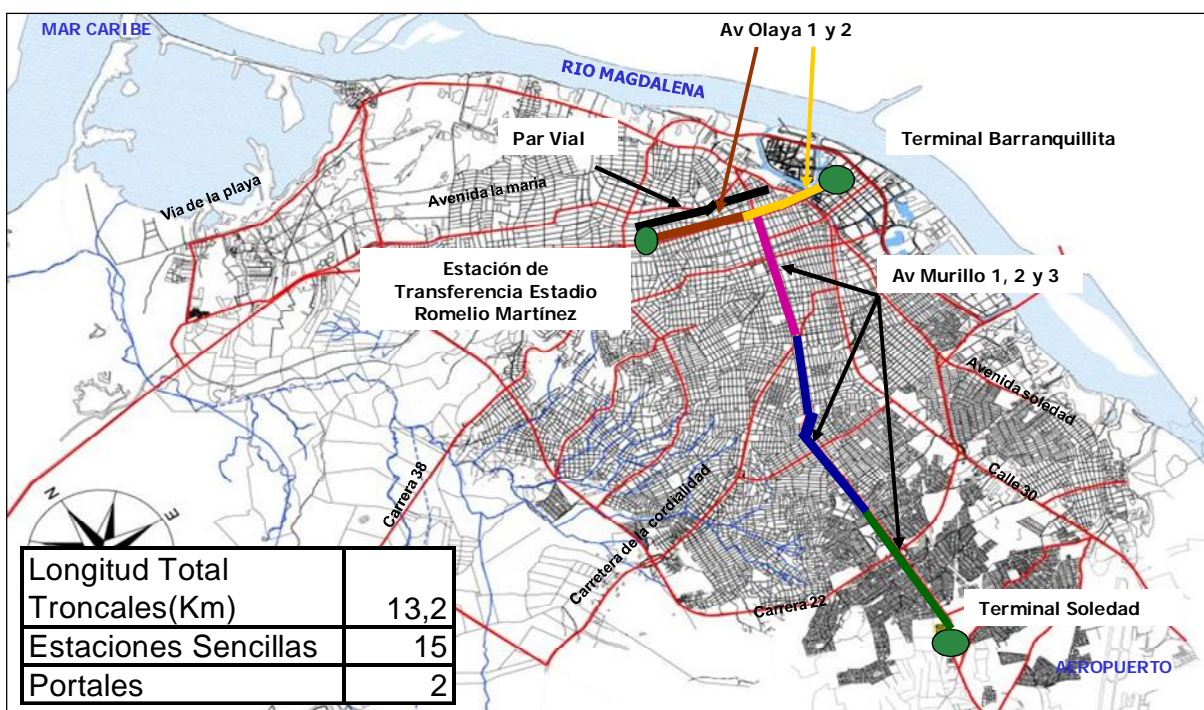 MAR CARIBE
Av Olaya 1 y 2
RIO MAGDALENA
Par Vial
Terminal Barranquillita
Avenida la maria
Via de la playa
Estación de
Transferencia Estadio
Romelio Martínez
Av Murillo 1, 2 y 3
Avenida soledad
Calle 30
Carrera 38
Carretera de la cordialidad
Carrera 22
N
E
Longitud Total
Troncales(Km) 13,2
Estaciones Sencillas 15
Portales 2
Terminal Soledad
AEROPUERTO